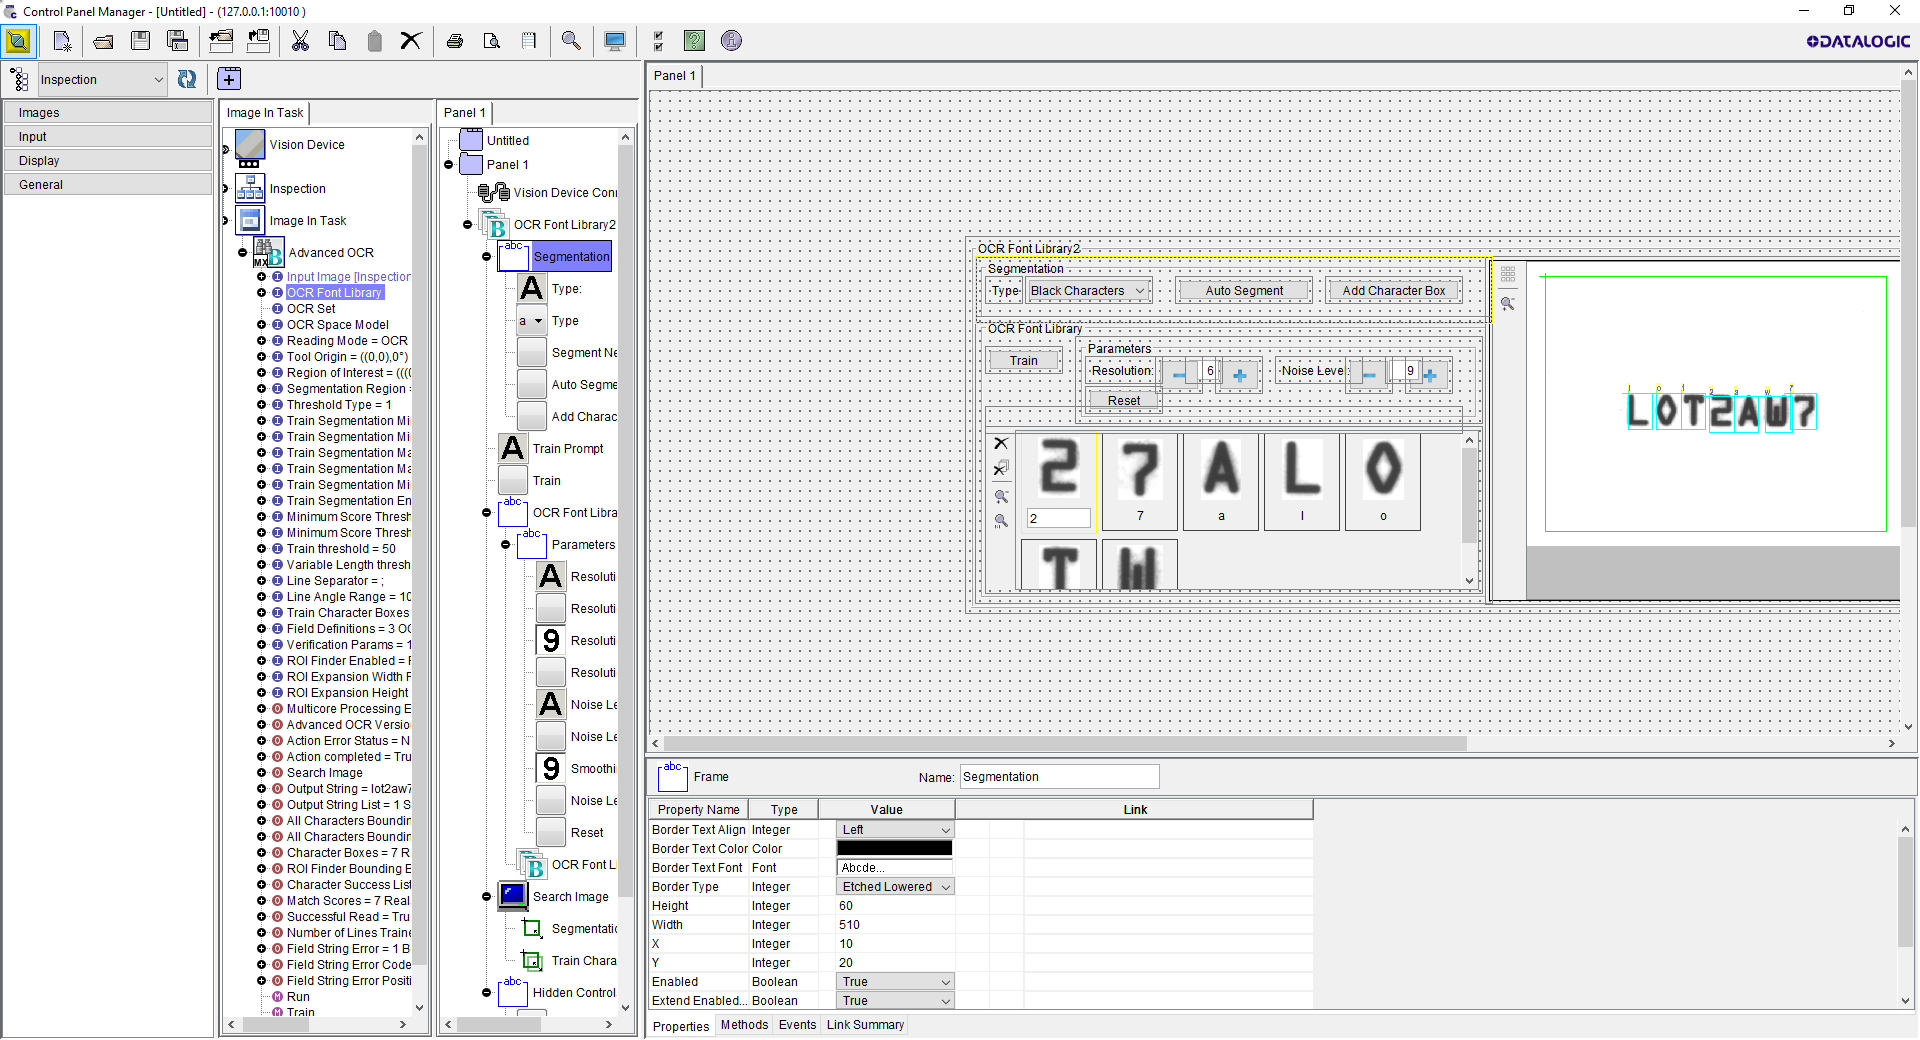 Control Panel Manager - [Untitled] - (127.0.0.1:10010 )
DATALOGIC
Inspection
Images
Input
Display
General
Image In Task
Vision Device
Inspection
Image In Task
Advanced OCR
Input Image [Inspection
OCR Font Library
OCR Set
OCR Space Model
Reading Mode = OCR
Tool Origin = ((0,0),0°)
Region of Interest = (((0
Segmentation Region =
Threshold Type = 1
Train Segmentation Mi
Train Segmentation Mi
Train Segmentation Ma
Train Segmentation Ma
Train Segmentation Mi
Train Segmentation En
Minimum Score Thresh
Minimum Score Thresh
Train threshold = 50
Variable Length thresh
Line Separator = ;
Line Angle Range = 10
Train Character Boxes
Field Definitions = 3 OC
Verification Params = 1
ROI Finder Enabled = F
ROI Expansion Width F
ROI Expansion Height
Multicore Processing E
Advanced OCR Versio
Action Error Status = N
Action completed = Tru
Search Image
Output String = lot2aw7
Output String List = 1 S
All Characters Boundin
All Characters Boundin
Character Boxes = 7 R
ROI Finder Bounding E
Character Success List
Match Scores = 7 Real
Successful Read = Tru
Number of Lines Traine
Field String Error = 1 B
Field String Error Code
Field String Error Positi
Run
Train
Panel 1
Untitled
Panel 1
Vision Device Conn
OCR Font Library2
Segmentation
Type:
Type
Segment Ne
Auto Segme
Add Charac
Train Prompt
Train
OCR Font Libra
Parameters
Resoluti
Resoluti
Resoluti
Resoluti
Noise Le
Noise Le
Smoothi
Noise Le
Reset
OCR Font Li
Search Image
Segmentatio
Train Chara
Hidden Control
Panel 1
OCR Font Library2
Segmentation
Type
Black Characters
Auto Segment
Add Character Box
OCR Font Library
Train
Parameters
Resolution:
6
Noise Level:
9
Reset
2 7 A L O
2 7 a l o
T W
l o t 2 a w 7
LOT2AW7
Frame
Name: Segmentation
Property Name Type Value Link
Border Text Align Integer Left
Border Text Color Color
Border Text Font Font Abcde...
Border Type Integer Etched Lowered
Height Integer 60
Width Integer 510
X Integer 10
Y Integer 20
Enabled Boolean True
Extend Enabled... Boolean True
Properties Methods Events Link Summary